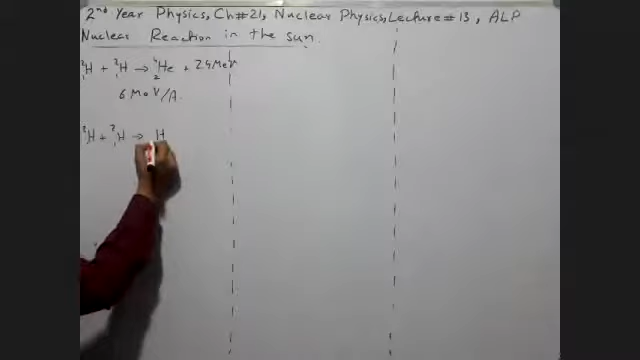 2nd Year Physics, Ch#21, Nuclear Physics, Lecture#13, ALP
Nuclear Reaction in the sun.
²₁H + ²₁H → ⁴₂He + 24MeV
6 MeV/A.
²₁H + ²₁H → H